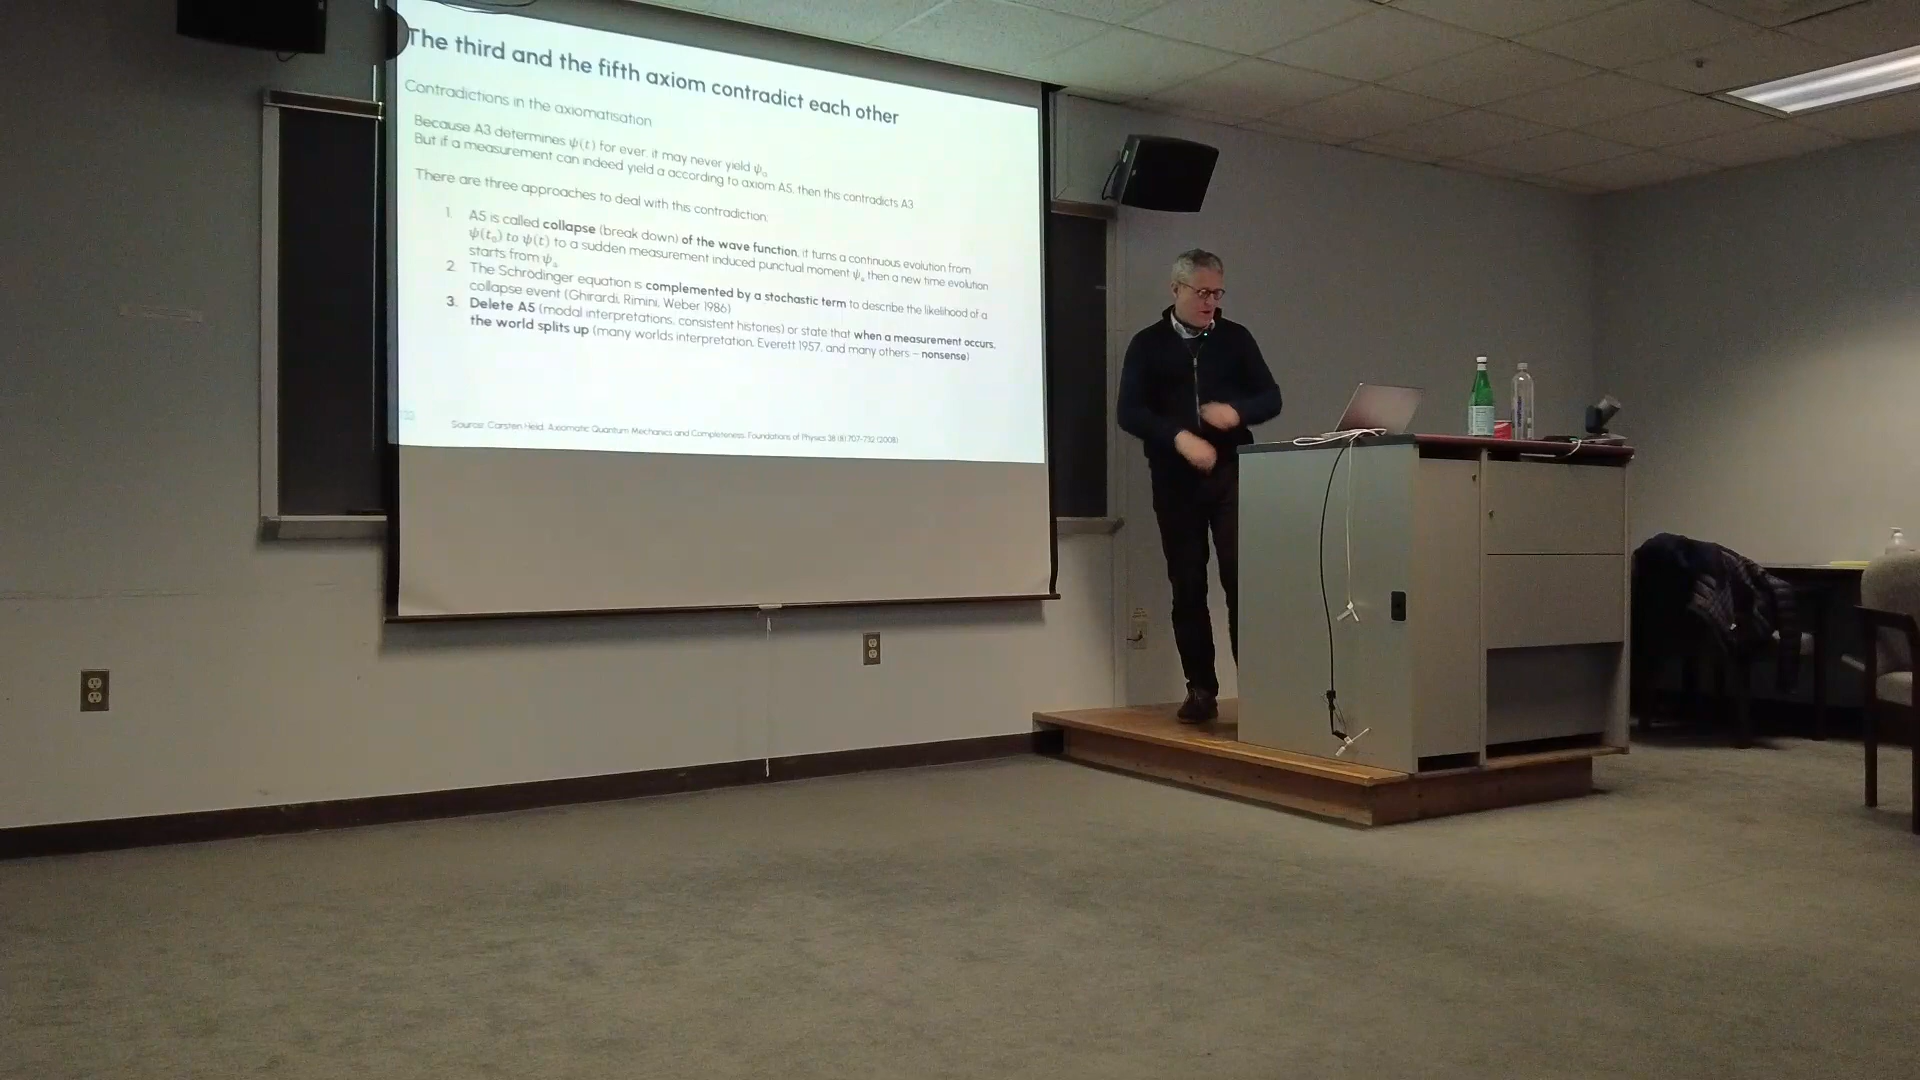 The third and the fifth axiom contradict each other
Contradictions in the axiomatisation
Because A3 determines ψ(t) for ever, it may never yield ψₐ
But if a measurement can indeed yield a according to axiom A5, then this contradicts A3
There are three approaches to deal with this contradiction:
1. A5 is called collapse (break down) of the wave function, it turns a continuous evolution from
ψ(t₀) to ψ(t) to a sudden measurement induced punctual moment ψₐ then a new time evolution
starts from ψₐ
2. The Schrödinger equation is complemented by a stochastic term to describe the likelihood of a
collapse event (Ghirardi, Rimini, Weber 1986)
3. Delete A5 (modal interpretations, consistent histories) or state that when a measurement occurs,
the world splits up (many worlds interpretation, Everett 1957, and many others – nonsense)
Source: Carsten Held, Axiomatic Quantum Mechanics and Completeness. Foundations of Physics 38 (8):707-732 (2008)